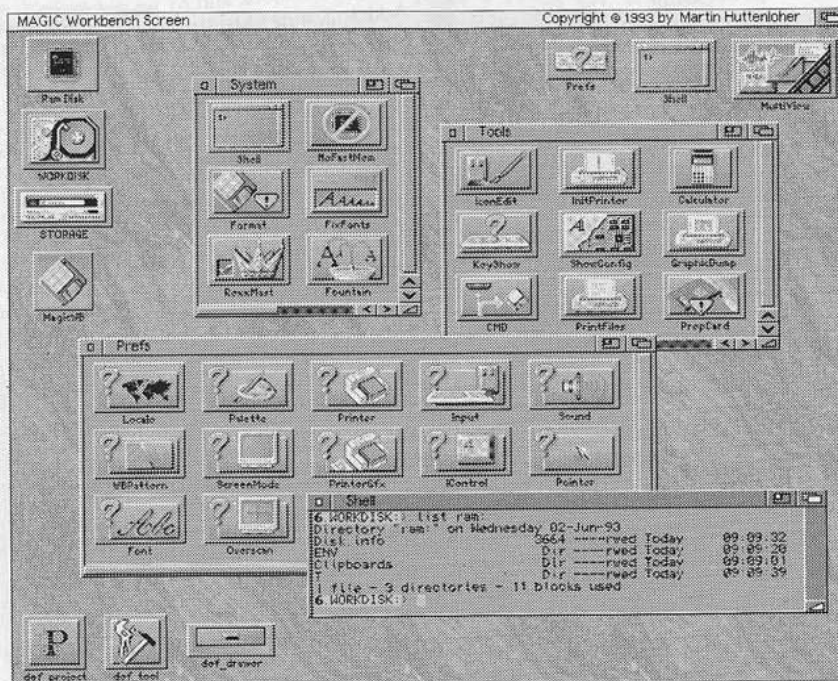 MAGIC Workbench Screen
Copyright © 1993 by Martin Huttenloher
Ram Disk
WORKDISK
STORAGE
MagicWB
Prefs
Shell
MultiView
System
Shell
NoFastMem
Format
FixFonts
RexxMast
Fountain
Tools
IconEdit
InitPrinter
Calculator
KeyShow
ShowConfig
GraphicDump
CMD
PrintFiles
PrepCard
Prefs
Locale
Palette
Printer
Input
Sound
WBPattern
ScreenMode
PrinterGfx
IControl
Pointer
Font
Overscan
Shell
6.WORKDISK:> list ram:
Directory "ram:" on Wednesday 02-Jun-93
Disk.info 3664 ----rwed Today 09:09:32
ENV Dir ----rwed Today 09:09:20
Clipboards Dir ----rwed Today 09:09:01
T Dir ----rwed Today 09:09:39
1 file - 3 directories - 11 blocks used
6.WORKDISK:>
def_project
def_tool
def_drawer